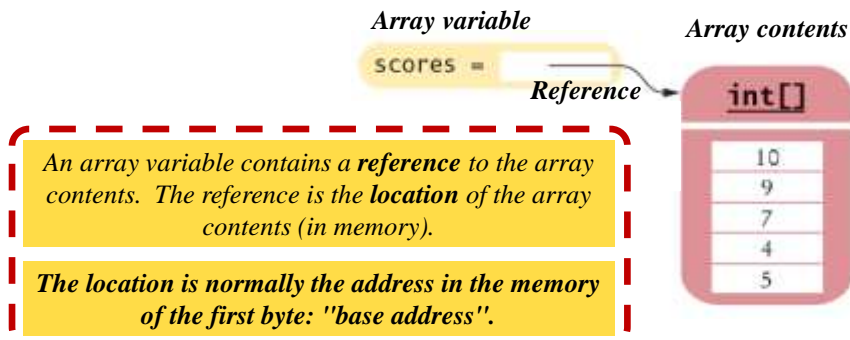 Array variable
Array contents
scores =
Reference
int[]
10
9
7
4
5
An array variable contains a reference to the array
contents. The reference is the location of the array
contents (in memory).
The location is normally the address in the memory
of the first byte: "base address".